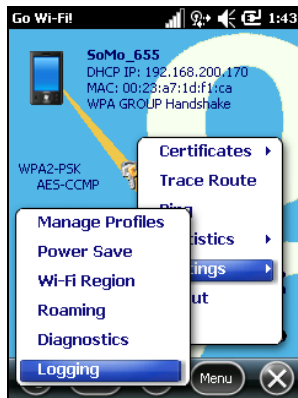 Go Wi-Fi!
1:43
SoMo_655
DHCP IP: 192.168.200.170
MAC: 00:23:a7:1d:f1:ca
WPA GROUP Handshake
WPA2-PSK
AES-CCMP
Certificates
Trace Route
Manage Profiles
Power Save
Wi-Fi Region
Roaming
Diagnostics
Logging
Menu